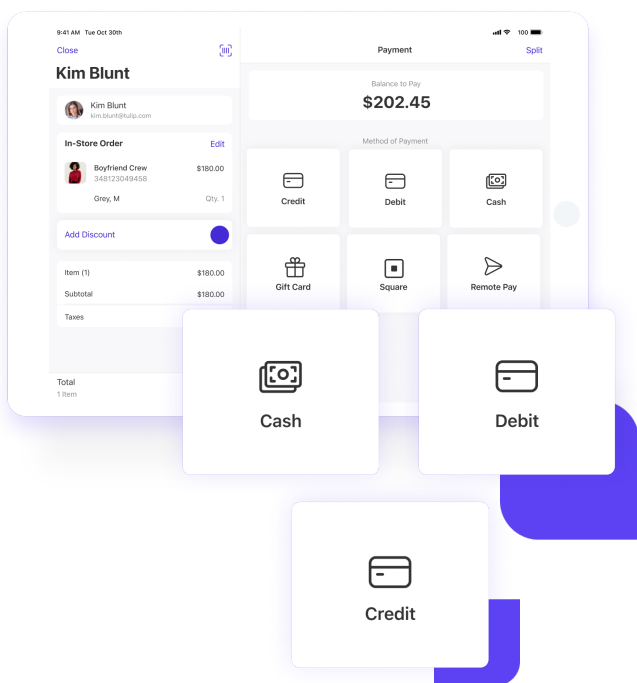 9:41 AM Tue Oct 30th
100
Close
Kim Blunt
Kim Blunt
kim.blunt@tulip.com
In-Store Order
Edit
Boyfriend Crew
$180.00
348123049458
Grey, M
Qty. 1
Add Discount
Item (1)
$180.00
Subtotal
$180.00
Taxes
Total
1 Item
Payment
Split
Balance to Pay
$202.45
Method of Payment
Credit
Debit
Cash
Gift Card
Square
Remote Pay
Cash
Debit
Credit